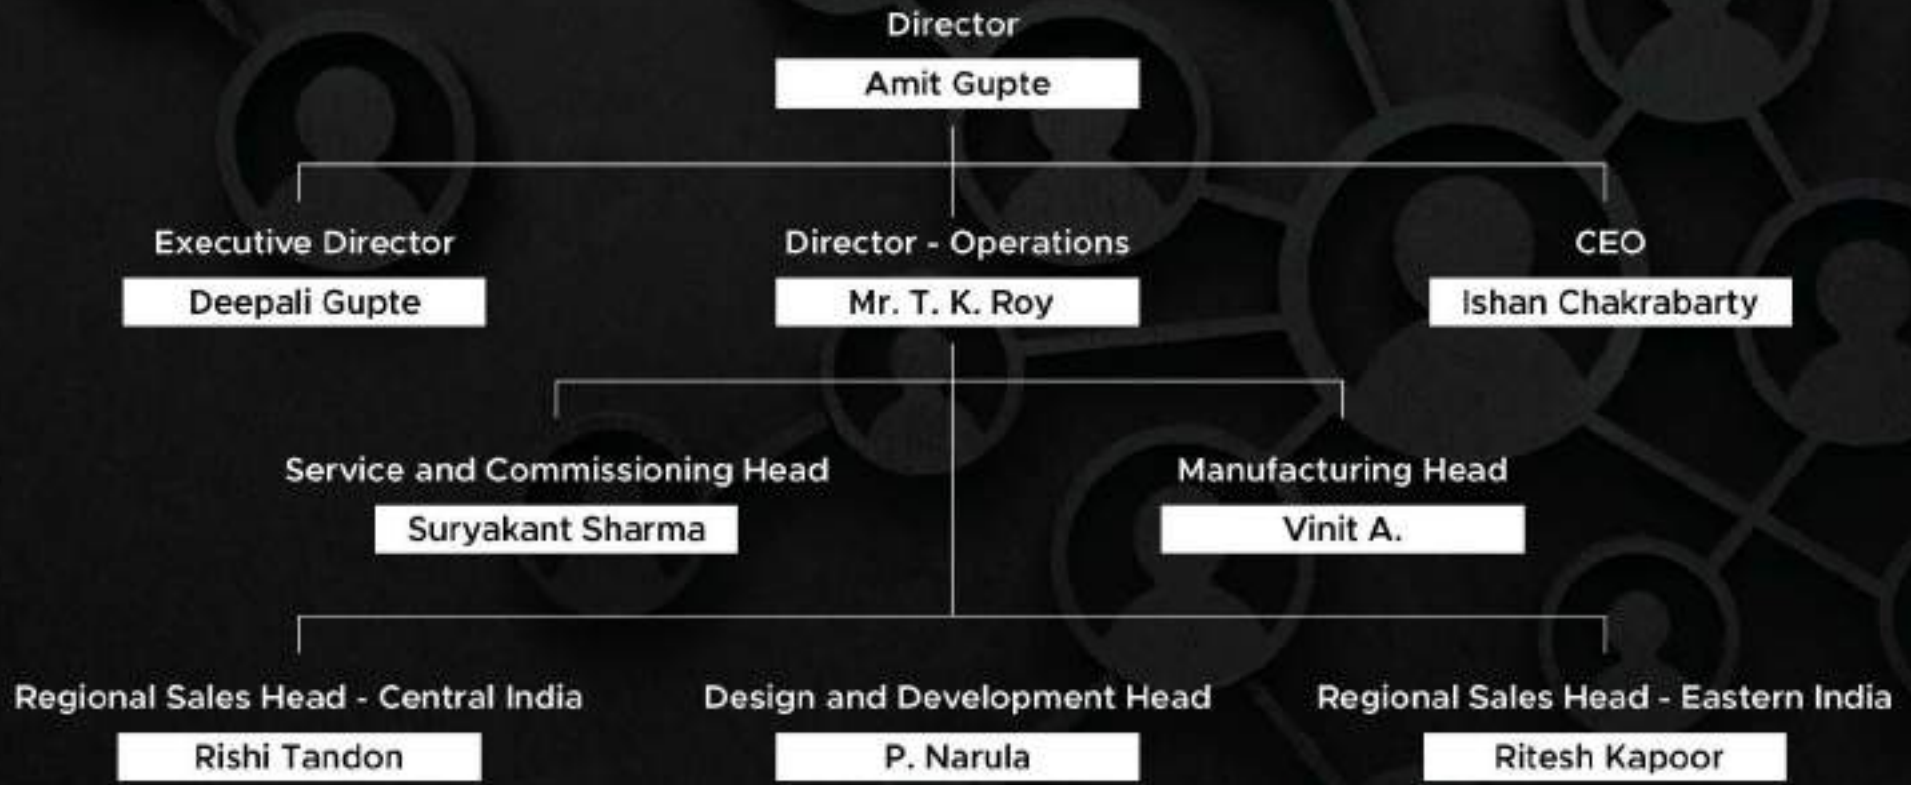 Director
Amit Gupte
Executive Director
Deepali Gupte
Director - Operations
Mr. T. K. Roy
CEO
Ishan Chakrabarty
Service and Commissioning Head
Suryakant Sharma
Manufacturing Head
Vinit A.
Regional Sales Head - Central India
Rishi Tandon
Design and Development Head
P. Narula
Regional Sales Head - Eastern India
Ritesh Kapoor